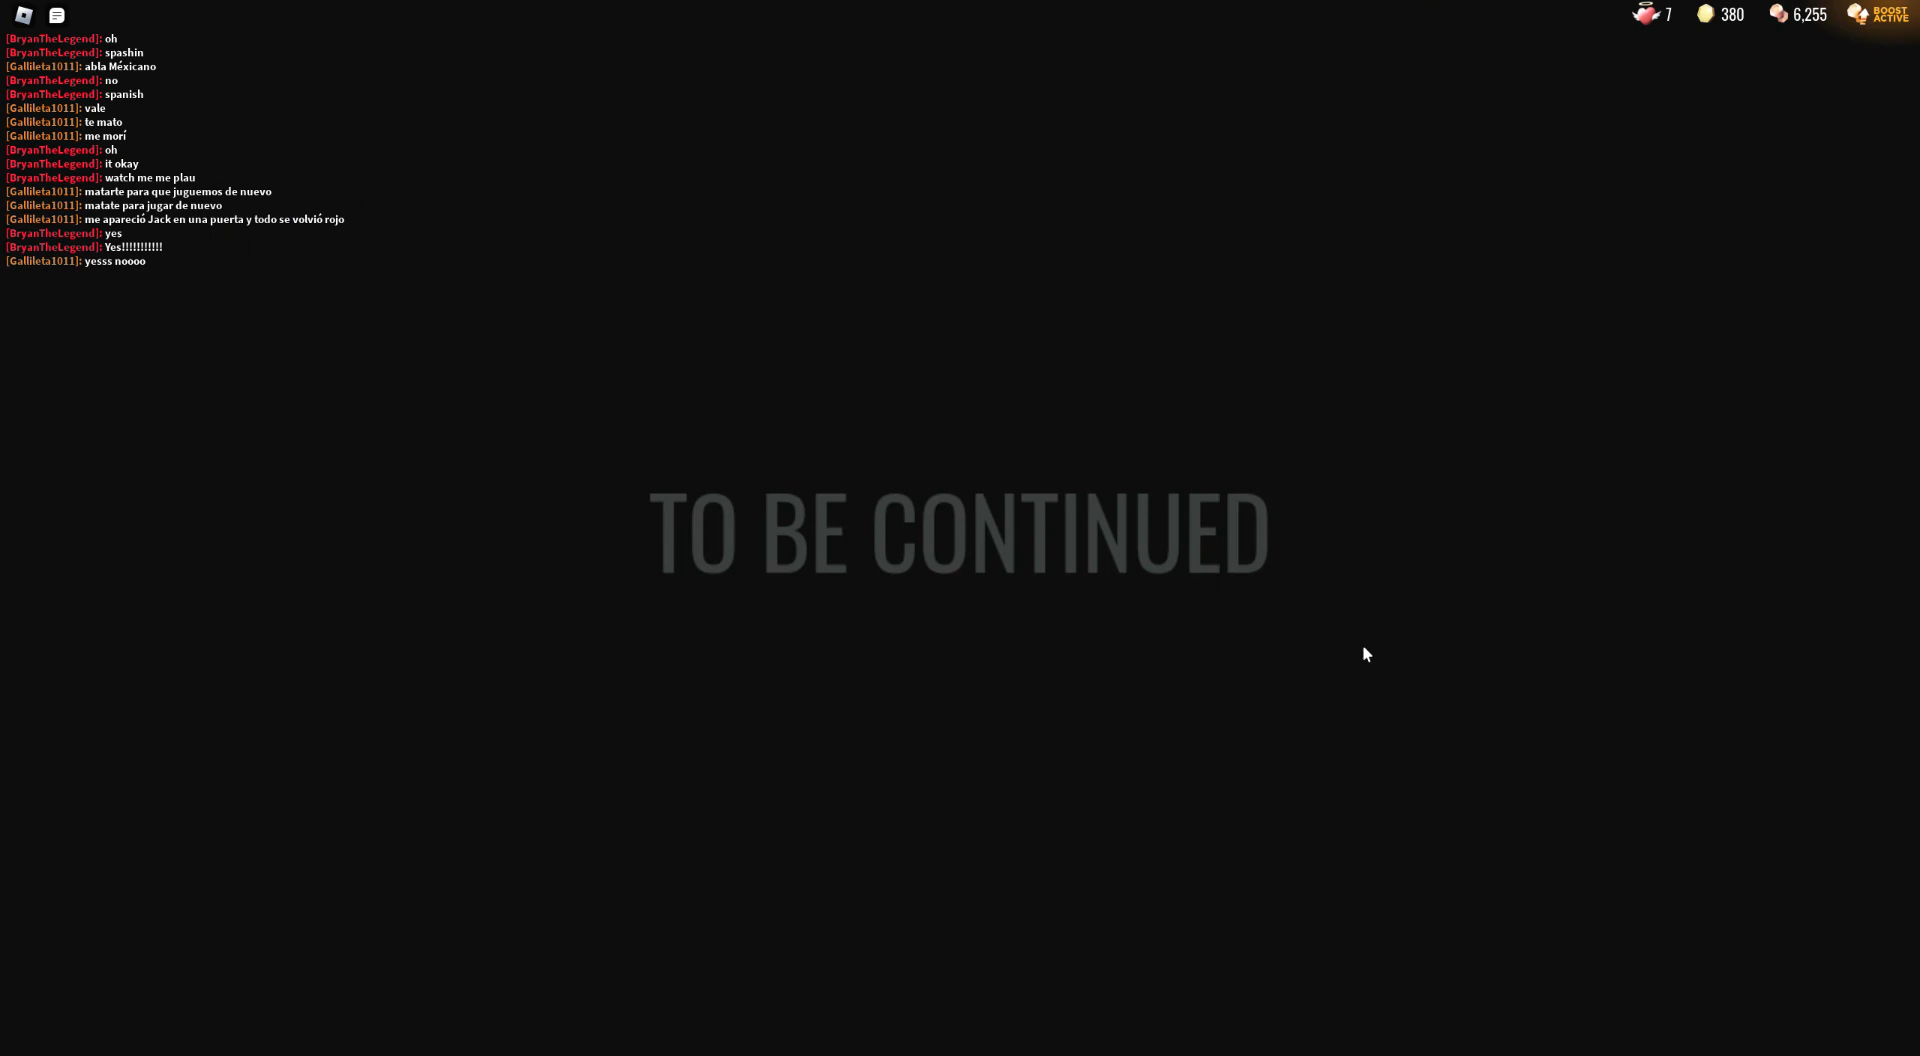 7 380 6,255 BOOST
ACTIVE
[BryanTheLegend]: oh
[BryanTheLegend]: spashin
[Gallileta1011]: abla Méxicano
[BryanTheLegend]: no
[BryanTheLegend]: spanish
[Gallileta1011]: vale
[Gallileta1011]: te mato
[Gallileta1011]: me morí
[BryanTheLegend]: oh
[BryanTheLegend]: it okay
[BryanTheLegend]: watch me me plau
[Gallileta1011]: matarte para que juguemos de nuevo
[Gallileta1011]: matate para jugar de nuevo
[Gallileta1011]: me apareció Jack en una puerta y todo se volvió rojo
[BryanTheLegend]: yes
[BryanTheLegend]: Yes!!!!!!!!!!!
[Gallileta1011]: yesss noooo
TO BE CONTINUED